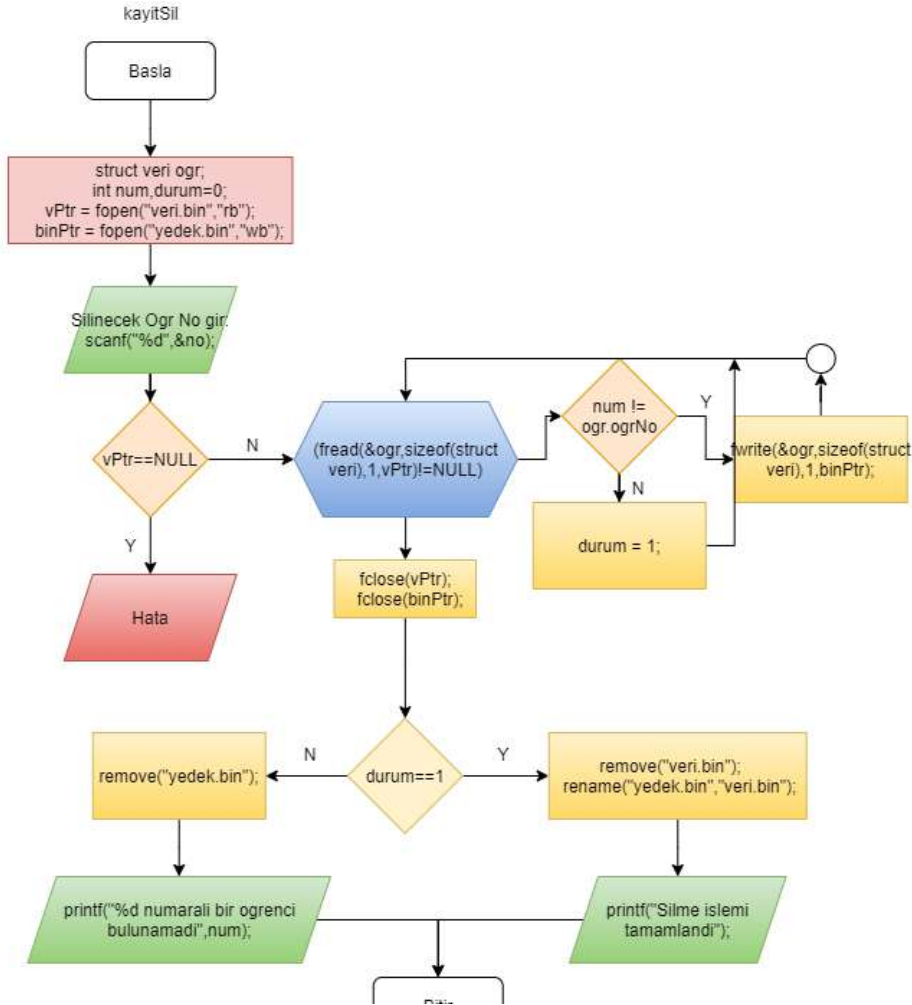 kayitSil
Basla
struct veri ogr;
int num,durum=0;
vPtr = fopen("veri.bin","rb");
binPtr = fopen("yedek.bin","wb");
Silinecek Ogr No gir:
scanf("%d",&no);
vPtr==NULL
N
Y
Hata
(fread(&ogr,sizeof(struct
veri),1,vPtr)!=NULL)
num !=
ogr.ogrNo
Y
N
fwrite(&ogr,sizeof(struct
veri),1,binPtr);
durum = 1;
fclose(vPtr);
fclose(binPtr);
durum==1
N
Y
remove("yedek.bin");
remove("veri.bin");
rename("yedek.bin","veri.bin");
printf("%d numarali bir ogrenci
bulunamadi",num);
printf("Silme islemi
tamamlandi");